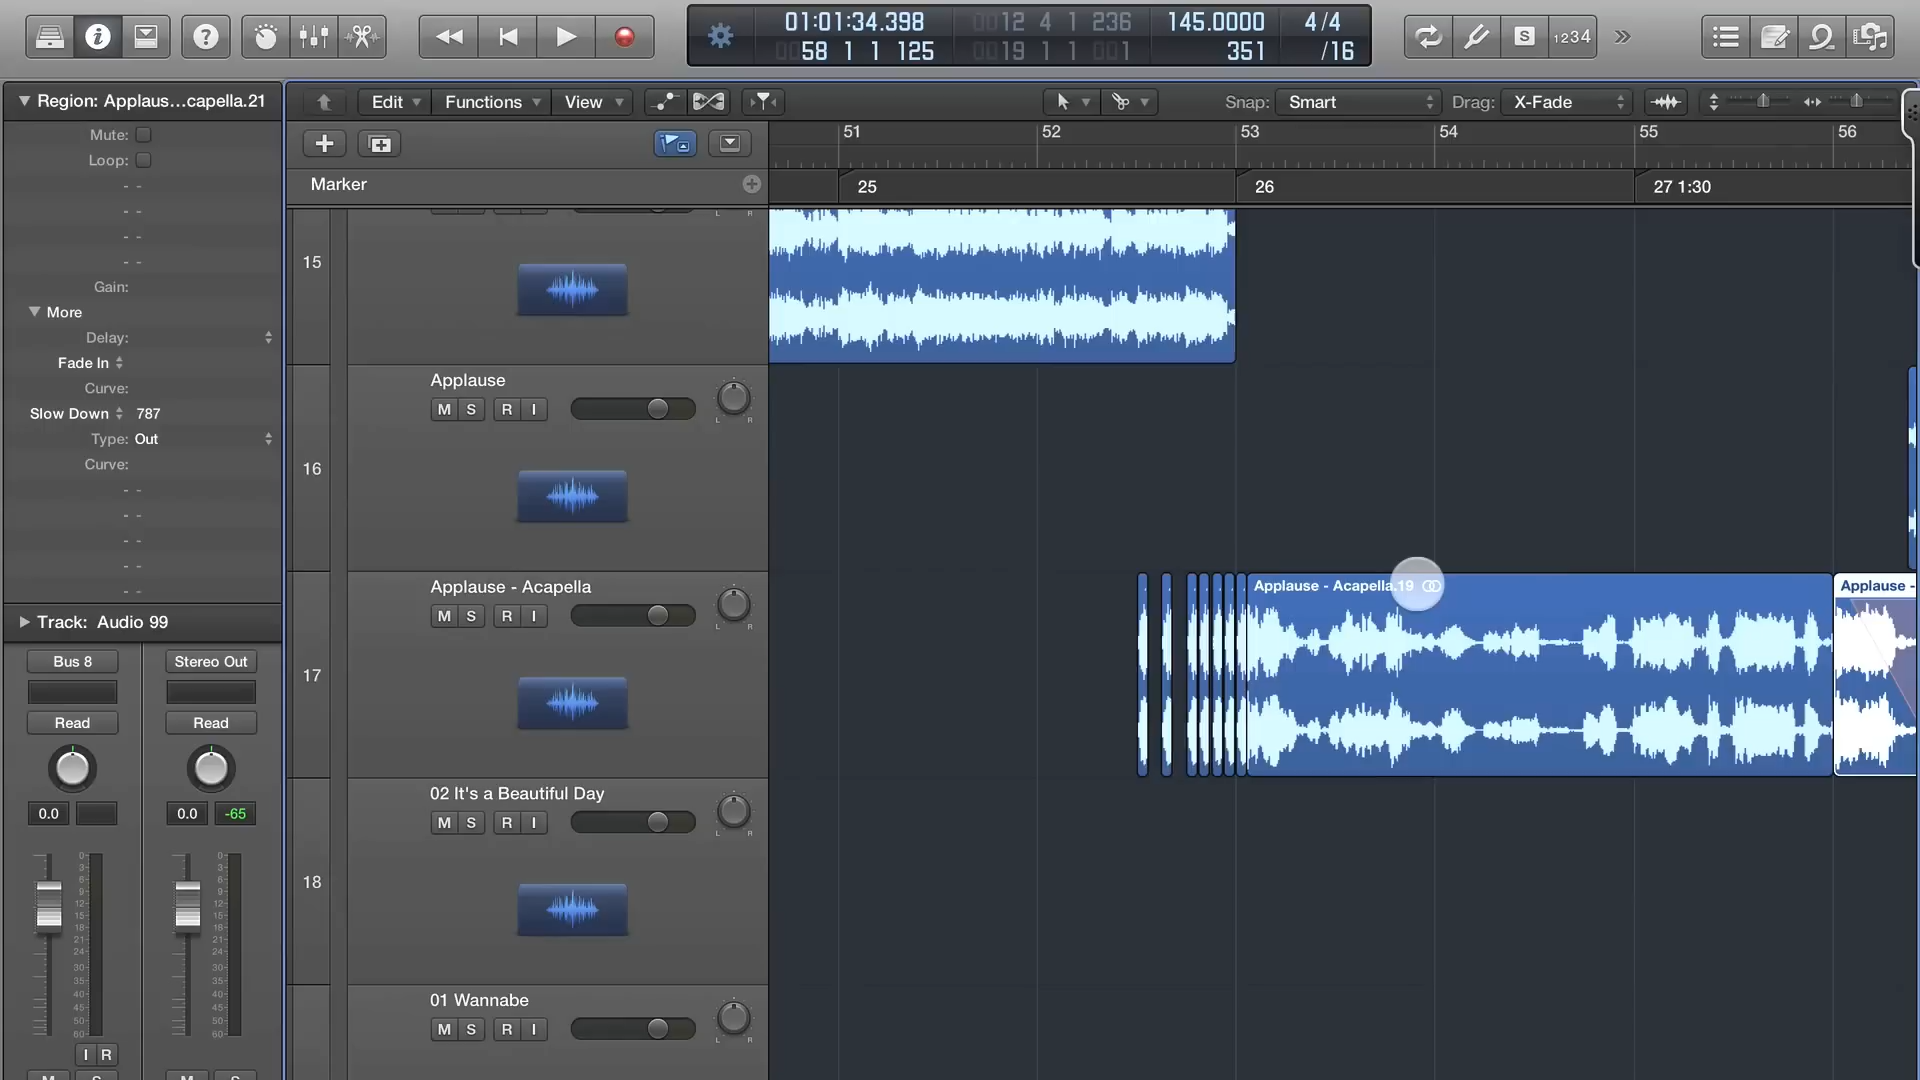 01:01:34.398
0058 1 1 125
0012 4 1 236
0019 1 1 001
145.0000
351
4/4
/16
S
1234
Region: Applaus...capella.21
Mute:
Loop:
Gain:
More
Delay:
Fade In
Curve:
Slow Down 787
Type: Out
Curve:
Track: Audio 99
Bus 8
Stereo Out
Read
Read
0.0
0.0
-65
I R
Edit
Functions
View
Snap: Smart
Drag: X-Fade
51 52 53 54 55 56
Marker
25
26
27 1:30
15
16
Applause
M S R I
L R
17
Applause - Acapella
M S R I
L R
Applause - Acapella.19
Applause -
18
02 It's a Beautiful Day
M S R I
L R
01 Wannabe
M S R I
L R